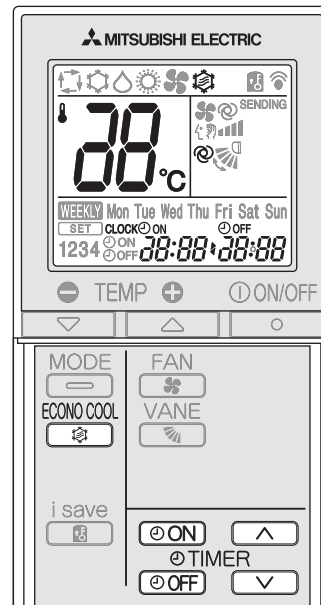 MITSUBISHI ELECTRIC
SENDING
88 °C
WEEKLY Mon Tue Wed Thu Fri Sat Sun
SET CLOCK ON OFF
1234 ON OFF 88:88 88:88
TEMP ON/OFF
MODE FAN
ECONO COOL VANE
i save
ON
TIMER
OFF